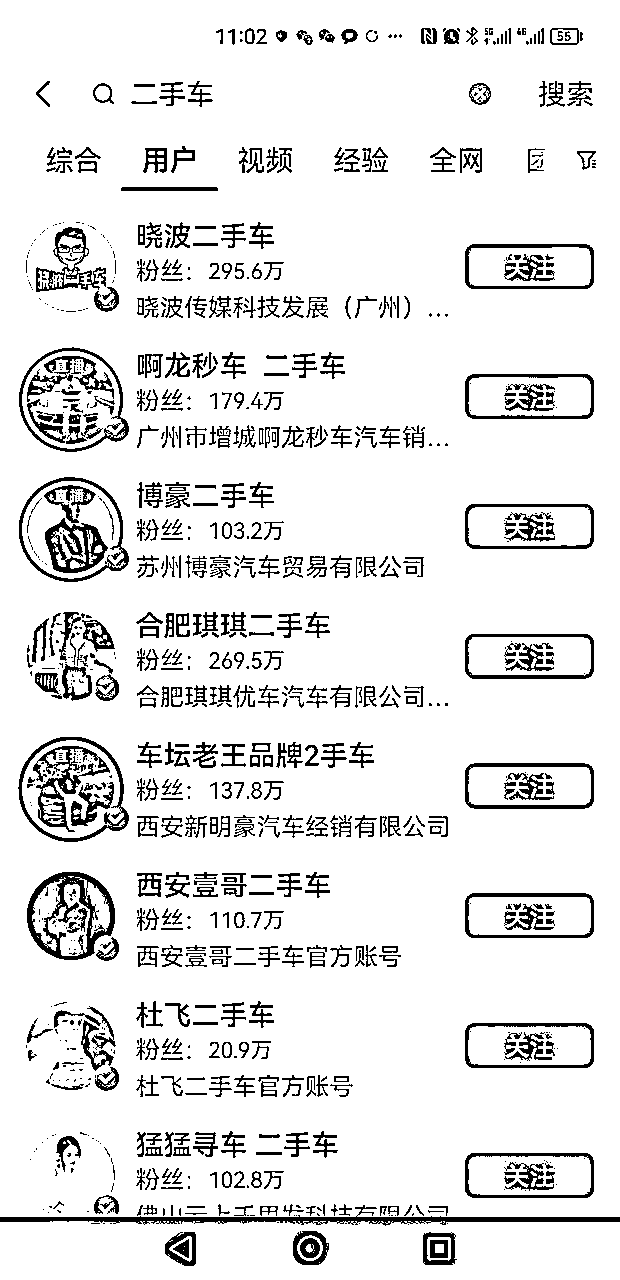 11:02
55
二手车
搜索
综合 用户 视频 经验 全网
晓波二手车
粉丝：295.6万
关注
晓波传媒科技发展（广州）...
直播
啊龙秒车 二手车
粉丝：179.4万
关注
广州市增城啊龙秒车汽车销...
直播
博豪二手车
粉丝：103.2万
关注
苏州博豪汽车贸易有限公司
合肥琪琪二手车
粉丝：269.5万
关注
合肥琪琪优车汽车有限公司...
直播
车坛老王品牌2手车
粉丝：137.8万
关注
西安新明豪汽车经销有限公司
西安壹哥二手车
粉丝：110.7万
关注
西安壹哥二手车官方账号
杜飞二手车
粉丝：20.9万
关注
杜飞二手车官方账号
猛猛寻车 二手车
粉丝：102.8万
关注